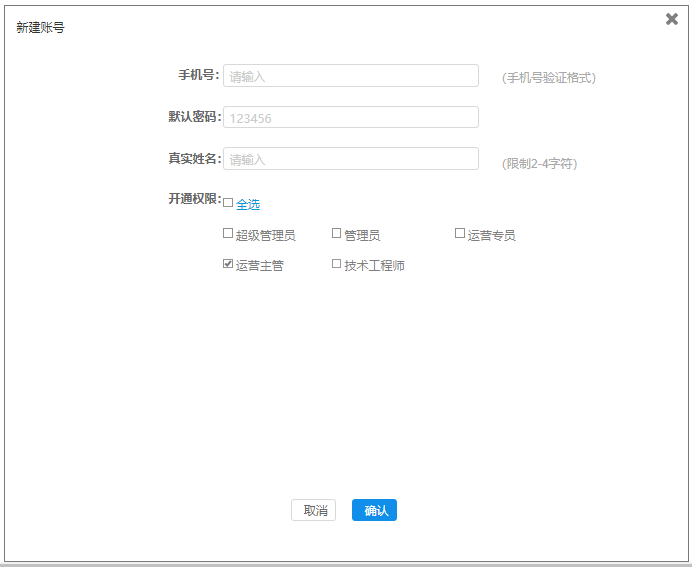 新建账号
手机号: 请输入 (手机号验证格式)
默认密码: 123456
真实姓名: 请输入 (限制2-4字符)
开通权限: 全选
超级管理员 管理员 运营专员
运营主管 技术工程师
取消 确认